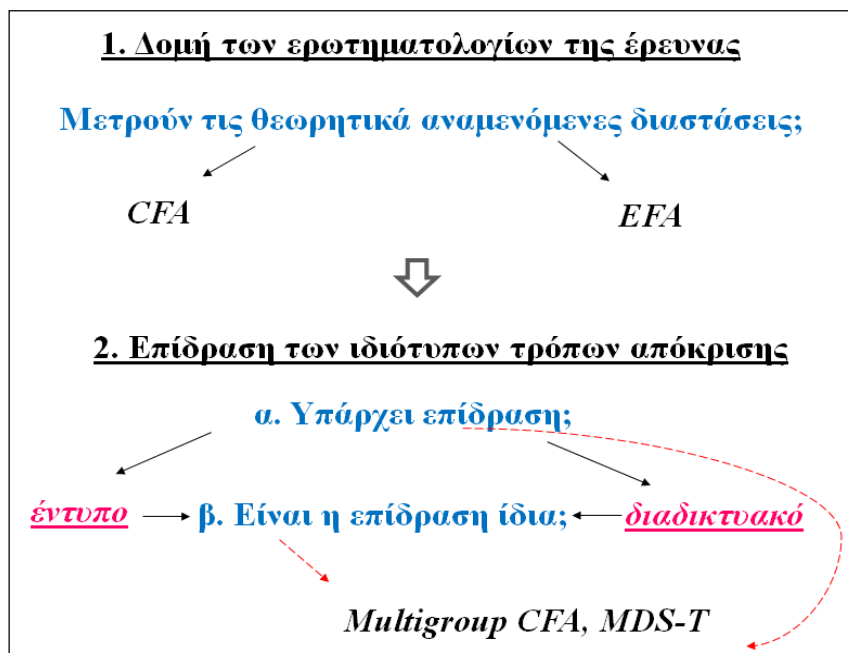 1. Δομή των ερωτηματολογίων της έρευνας
Μετρούν τις θεωρητικά αναμενόμενες διαστάσεις;
CFA EFA
2. Επίδραση των ιδιότυπων τρόπων απόκρισης
α. Υπάρχει επίδραση;
έντυπο β. Είναι η επίδραση ίδια; διαδικτυακό
Multigroup CFA, MDS-T